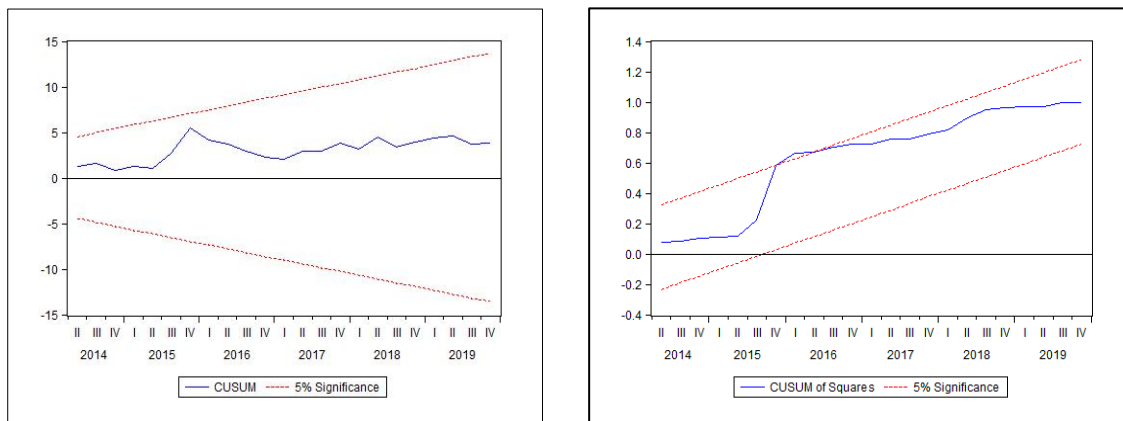 15
10
5
0
-5
-10
-15
II III IV I II III IV I II III IV I II III IV I II III IV I II III IV
2014 2015 2016 2017 2018 2019
CUSUM 5% Significance
1.4
1.2
1.0
0.8
0.6
0.4
0.2
0.0
-0.2
-0.4
II III IV I II III IV I II III IV I II III IV I II III IV I II III IV
2014 2015 2016 2017 2018 2019
CUSUM of Squares 5% Significance